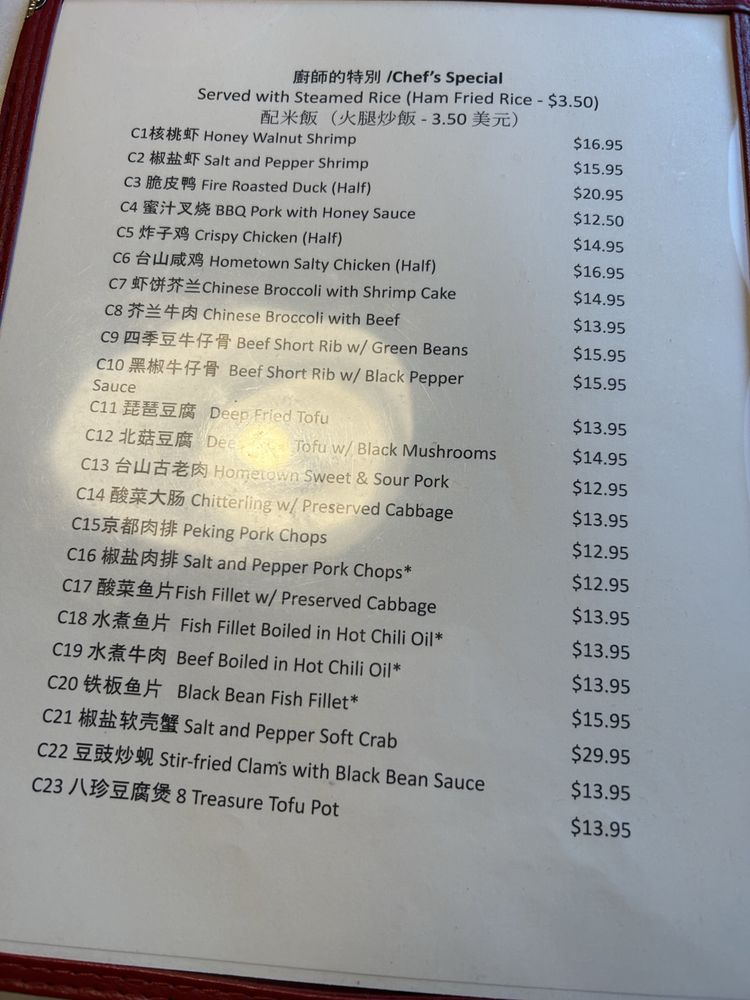 廚師的特別 /Chef's Special
Served with Steamed Rice (Ham Fried Rice - $3.50)
配米飯（火腿炒飯 - 3.50 美元）
C1核桃虾 Honey Walnut Shrimp $16.95
C2 椒盐虾 Salt and Pepper Shrimp $15.95
C3 脆皮鸭 Fire Roasted Duck (Half) $20.95
C4 蜜汁叉烧 BBQ Pork with Honey Sauce $12.50
C5 炸子鸡 Crispy Chicken (Half) $14.95
C6 台山咸鸡 Hometown Salty Chicken (Half) $16.95
C7 虾饼芥兰Chinese Broccoli with Shrimp Cake $14.95
C8 芥兰牛肉 Chinese Broccoli with Beef $13.95
C9 四季豆牛仔骨 Beef Short Rib w/ Green Beans $15.95
C10 黑椒牛仔骨 Beef Short Rib w/ Black Pepper $15.95
Sauce
C11 琵琶豆腐 Deep Fried Tofu $13.95
C12 北菇豆腐 Tofu w/ Black Mushrooms $14.95
C13 台山古老肉 Hometown Sweet & Sour Pork $12.95
C14 酸菜大肠 Chitterling w/ Preserved Cabbage $13.95
C15京都肉排 Peking Pork Chops $12.95
C16 椒盐肉排 Salt and Pepper Pork Chops* $12.95
C17 酸菜鱼片Fish Fillet w/ Preserved Cabbage $13.95
C18 水煮鱼片 Fish Fillet Boiled in Hot Chili Oil* $13.95
C19 水煮牛肉 Beef Boiled in Hot Chili Oil* $13.95
C20 铁板鱼片 Black Bean Fish Fillet* $15.95
C21 椒盐软壳蟹 Salt and Pepper Soft Crab $29.95
C22 豆豉炒蚬 Stir-fried Clams with Black Bean Sauce $13.95
C23 八珍豆腐煲 8 Treasure Tofu Pot $13.95